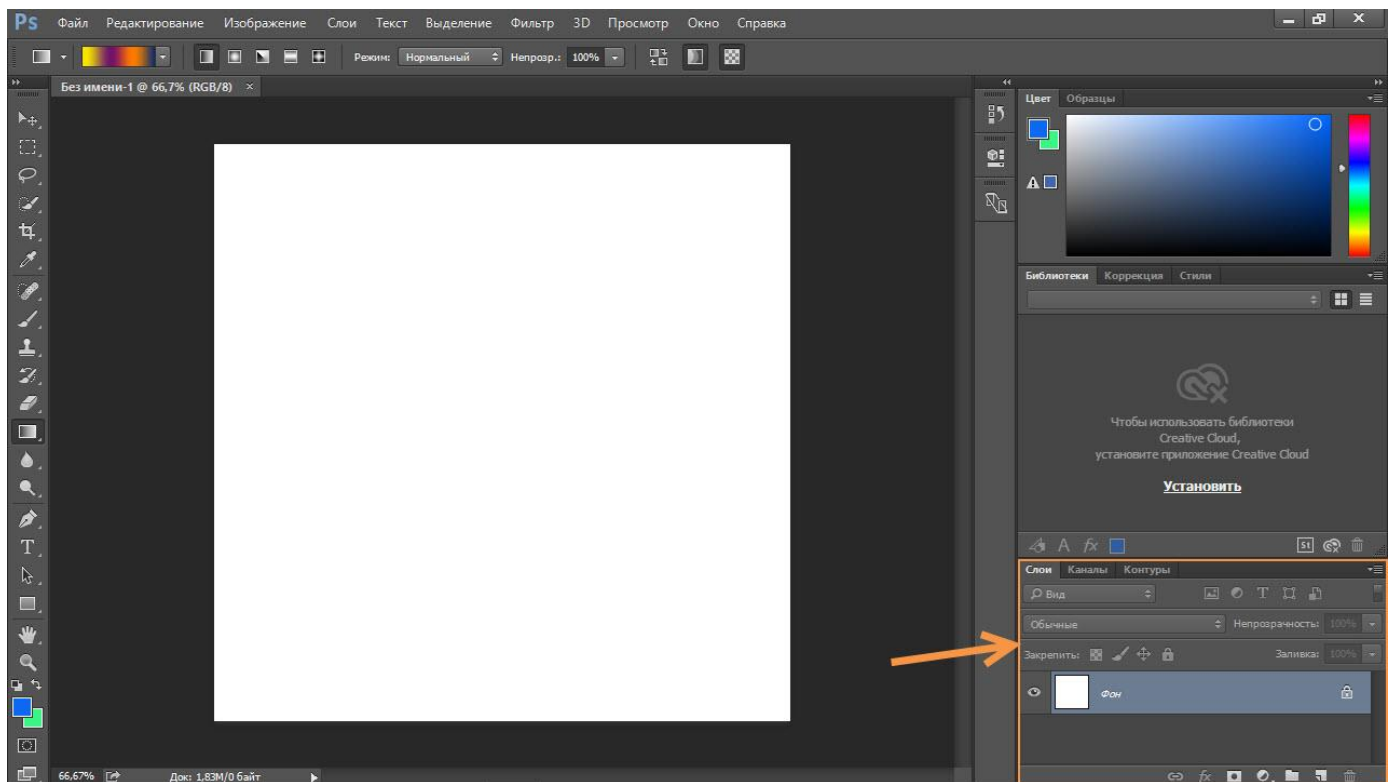 Ps Файл Редактирование Изображение Слои Текст Выделение Фильтр 3D Просмотр Окно Справка
Режим: Нормальный Непрозр.: 100%
Без имени-1 @ 66,7% (RGB/8) ×
Цвет Образцы
Библиотеки Коррекция Стили
Чтобы использовать библиотеки
Creative Cloud,
установите приложение Creative Cloud
Установить
St
Слои Каналы Контуры
Вид
Обычные Непрозрачность: 100%
Закрепить: Заливка: 100%
Фон
66,67% Док: 1,83M/0 байт